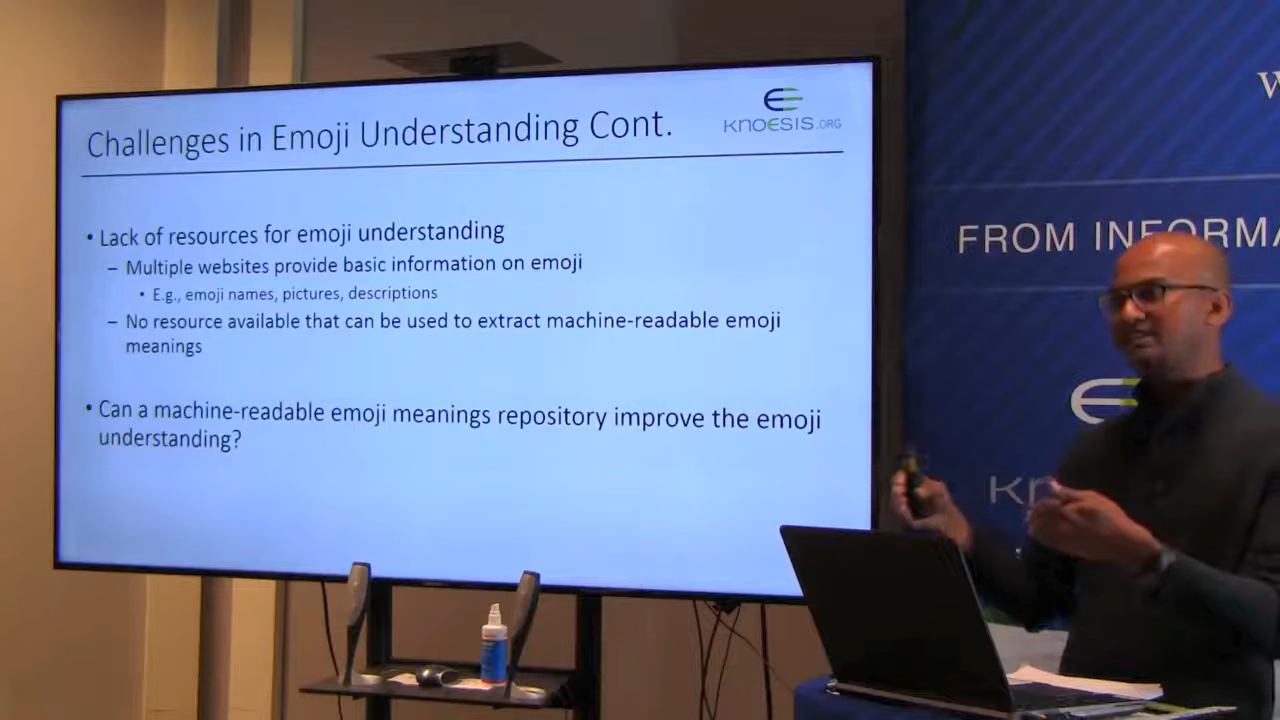 Challenges in Emoji Understanding Cont.
KNOESIS.ORG
• Lack of resources for emoji understanding
– Multiple websites provide basic information on emoji
• E.g., emoji names, pictures, descriptions
– No resource available that can be used to extract machine-readable emoji
meanings
• Can a machine-readable emoji meanings repository improve the emoji
understanding?
W
FROM INFORMA
Kn